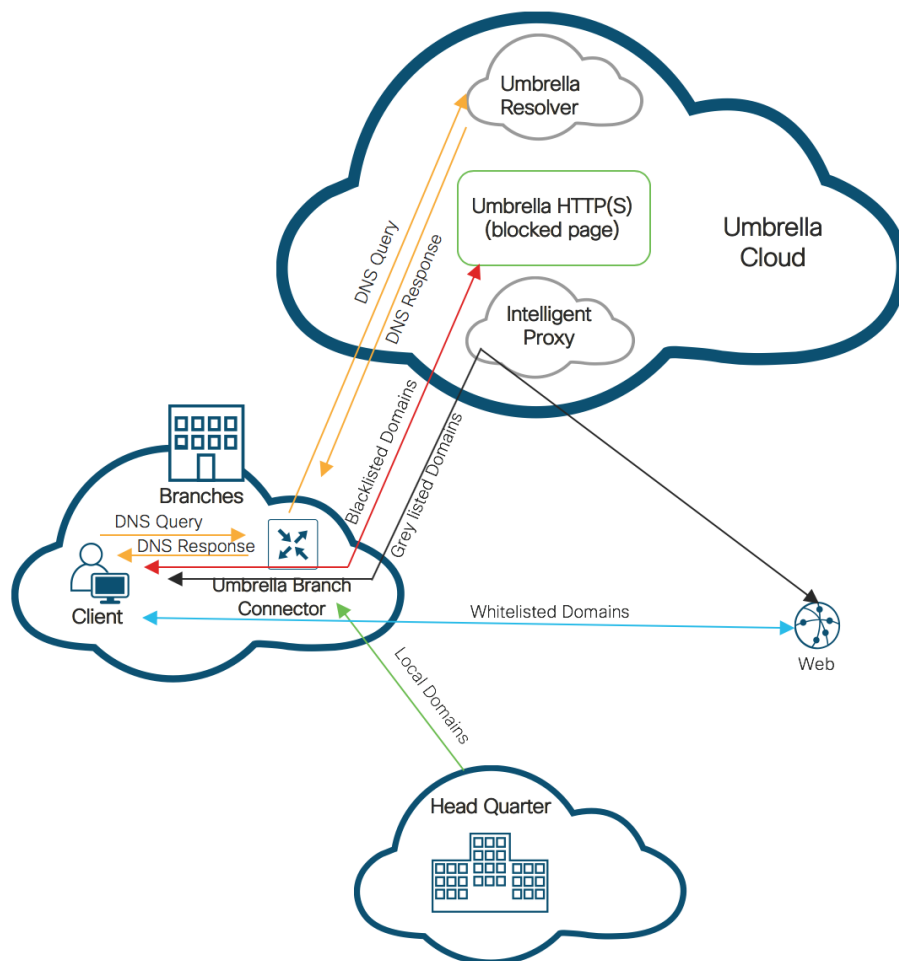 Umbrella
Resolver
Umbrella HTTP(S)
(blocked page)
Umbrella
Cloud
DNS Query
DNS Response
Intelligent
Proxy
Blacklisted Domains
Grey listed Domains
Branches
DNS Query
DNS Response
Umbrella Branch
Connector
Client
Whitelisted Domains
Web
Local Domains
Head Quarter